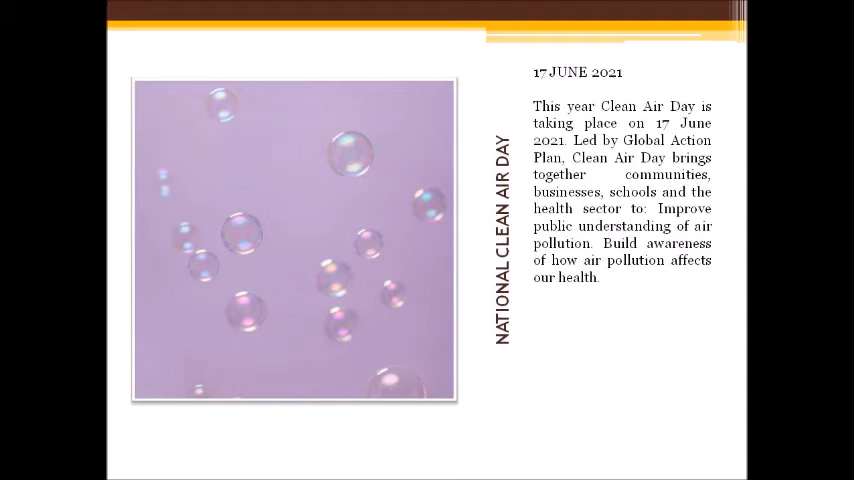 NATIONAL CLEAN AIR DAY
17 JUNE 2021
This year Clean Air Day is
taking place on 17 June
2021. Led by Global Action
Plan, Clean Air Day brings
together communities,
businesses, schools and the
health sector to: Improve
public understanding of air
pollution. Build awareness
of how air pollution affects
our health.